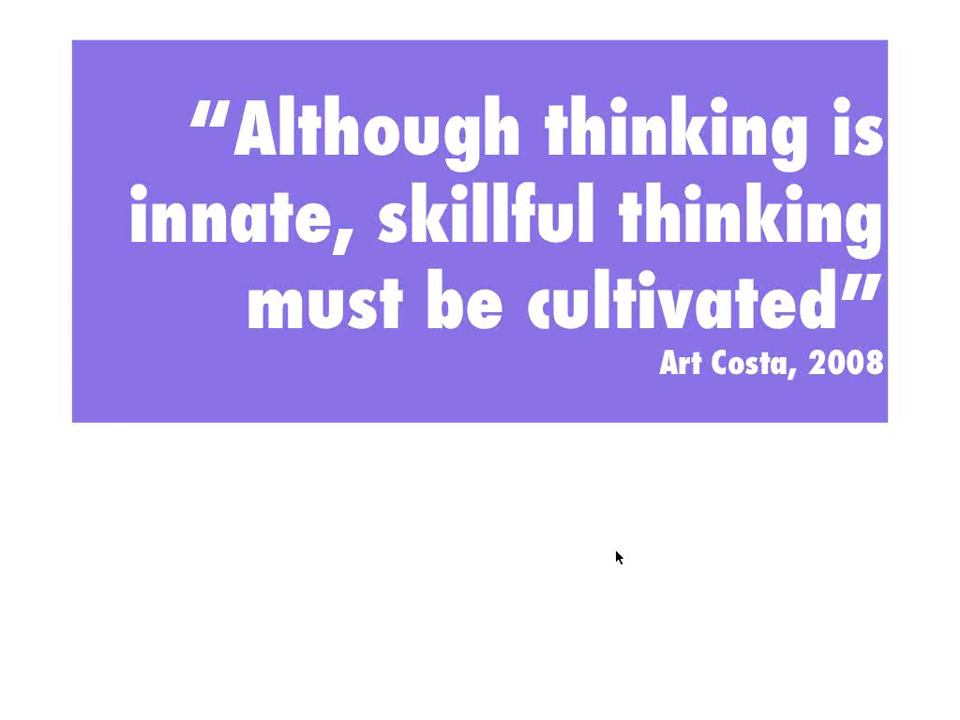 “Although thinking is
innate, skillful thinking
must be cultivated”
Art Costa, 2008